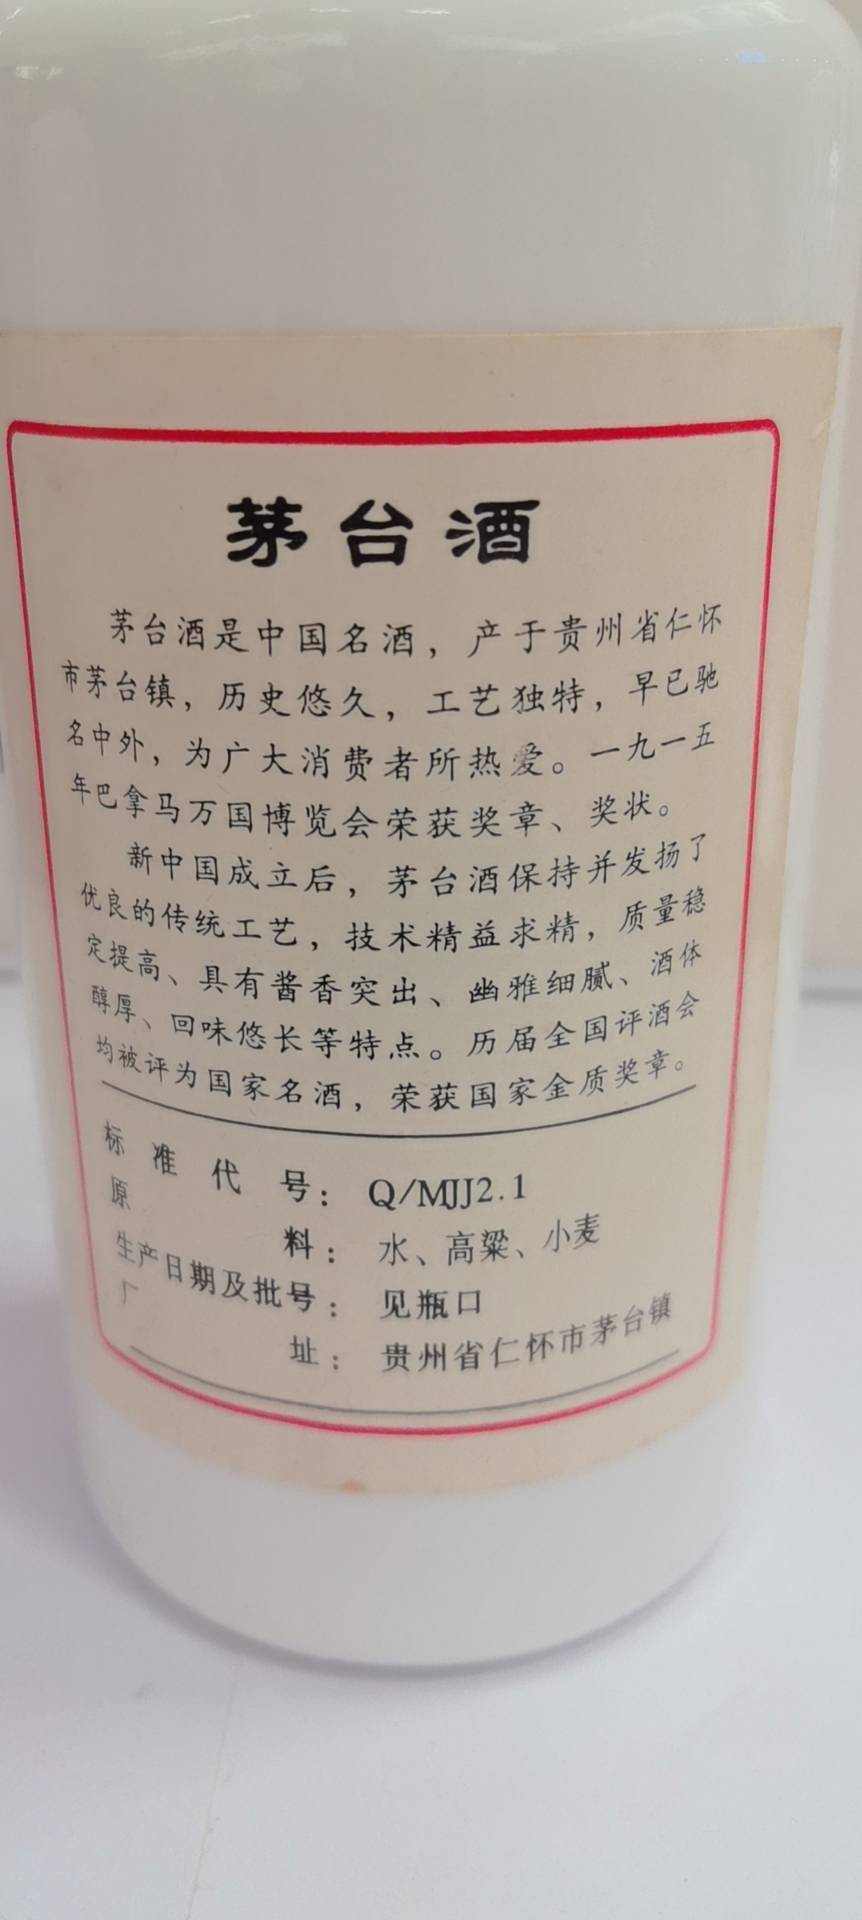 茅台酒
茅台酒是中国名酒，产于贵州省仁怀
市茅台镇，历史悠久，工艺独特，早已驰
名中外，为广大消费者所热爱。一九一五
年巴拿马万国博览会荣获奖章、奖状。
新中国成立后，茅台酒保持并发扬了
优良的传统工艺，技术精益求精，质量稳
定提高、具有酱香突出、幽雅细腻、酒体
醇厚、回味悠长等特点。历届全国评酒会
均被评为国家名酒，荣获国家金质奖章。
标准代号：Q/MJJ2.1
原料：水、高粱、小麦
生产日期及批号：见瓶口
厂址：贵州省仁怀市茅台镇